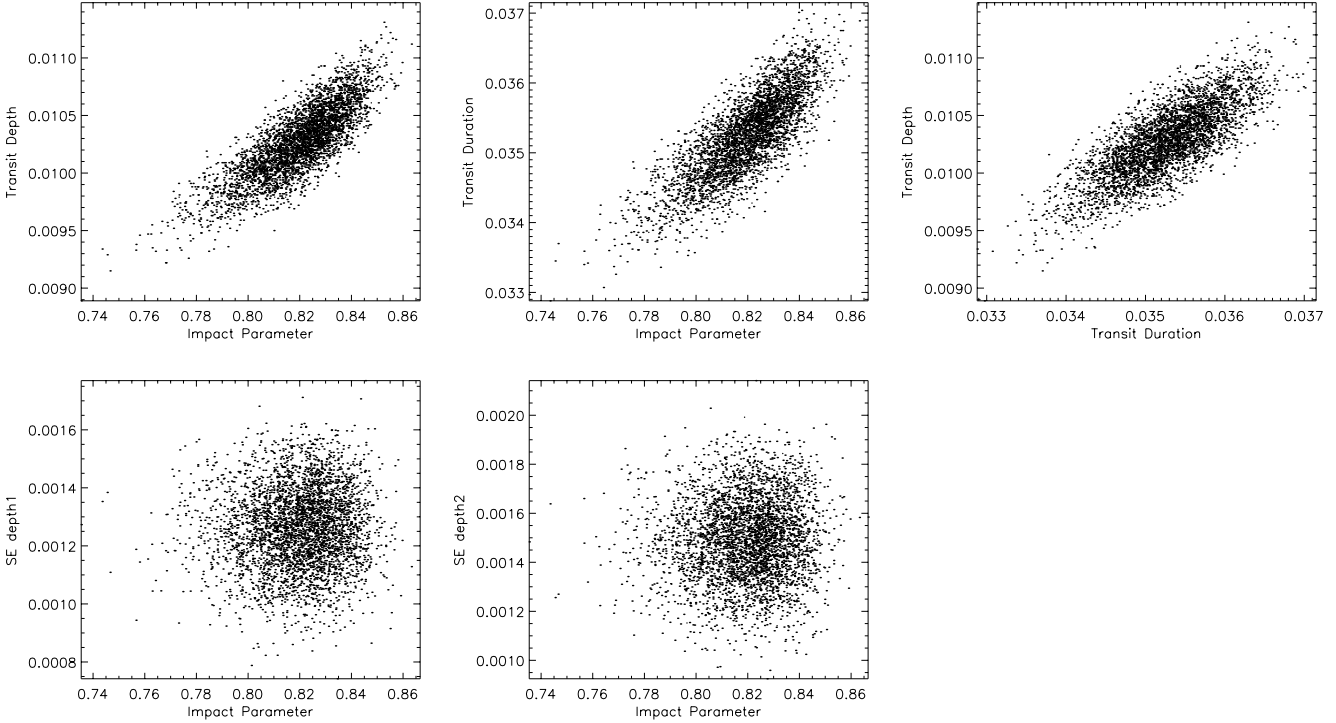 0.0110
0.0105
0.0100
0.0095
0.0090
Transit Depth
0.74 0.76 0.78 0.80 0.82 0.84 0.86
Impact Parameter
0.037
0.036
0.035
0.034
0.033
Transit Duration
0.74 0.76 0.78 0.80 0.82 0.84 0.86
Impact Parameter
0.0110
0.0105
0.0100
0.0095
0.0090
Transit Depth
0.033 0.034 0.035 0.036 0.037
Transit Duration
0.0016
0.0014
0.0012
0.0010
0.0008
SE depth1
0.74 0.76 0.78 0.80 0.82 0.84 0.86
Impact Parameter
0.0020
0.0018
0.0016
0.0014
0.0012
0.0010
SE depth2
0.74 0.76 0.78 0.80 0.82 0.84 0.86
Impact Parameter